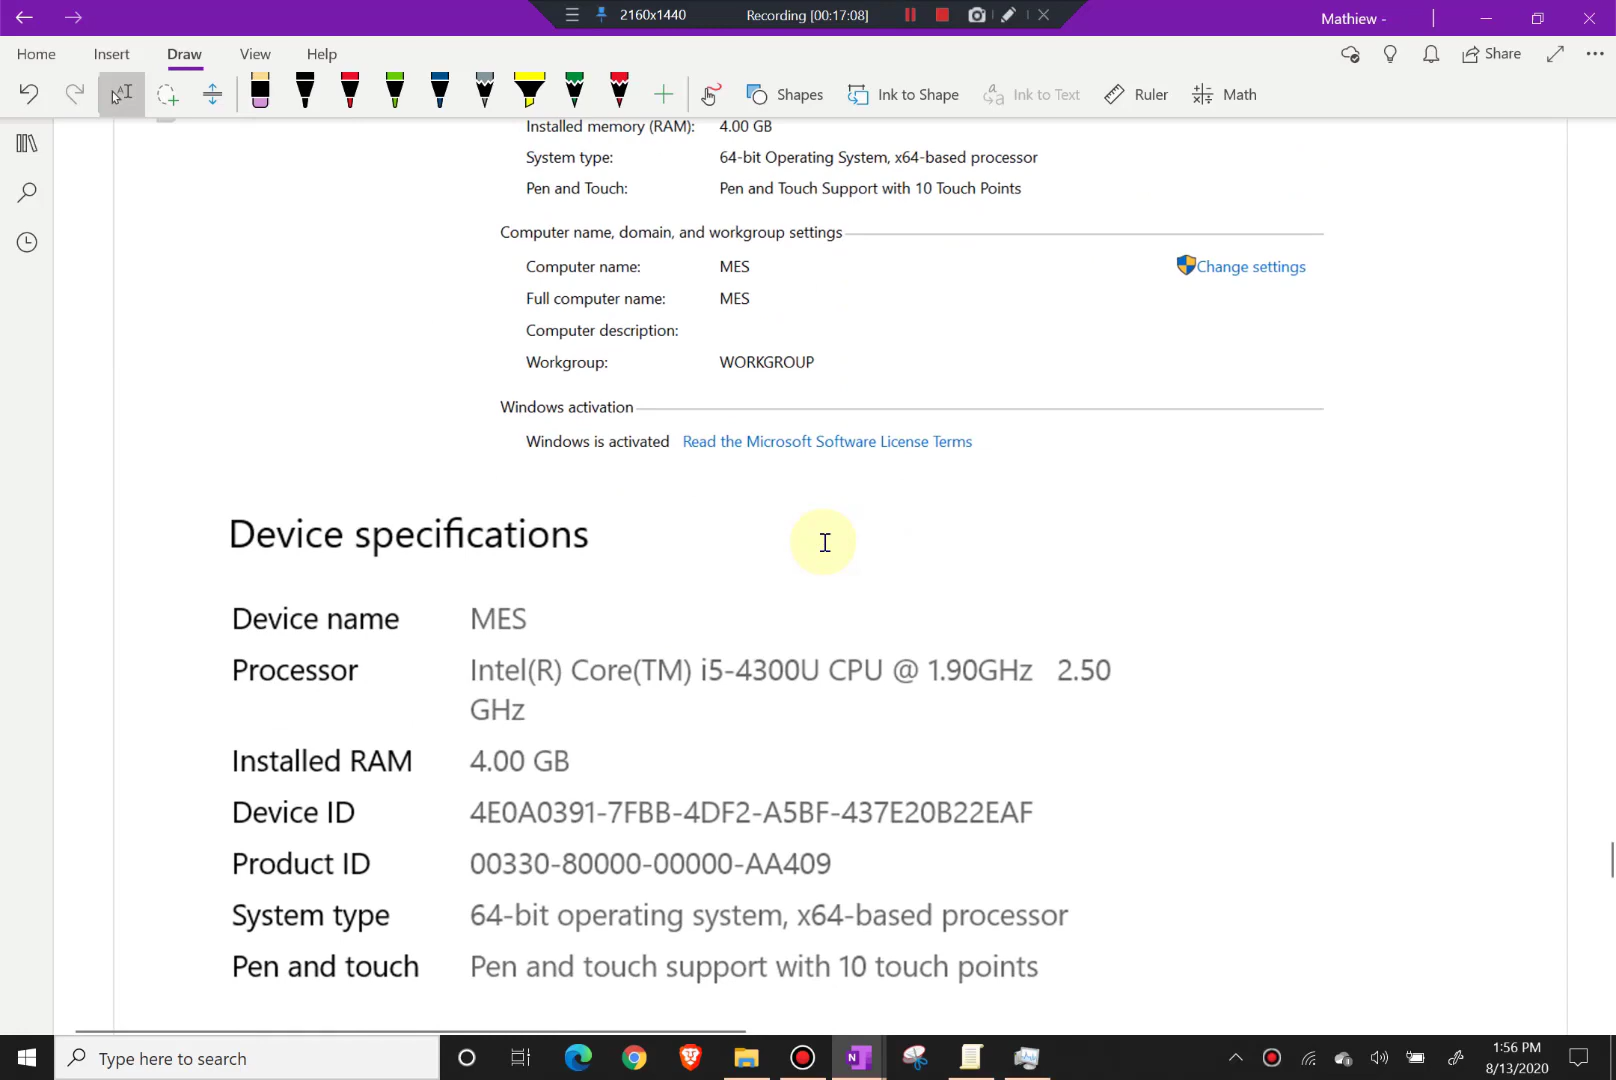 2160x1440
Recording [00:17:08]
Mathiew -
Home Insert Draw View Help
Share
Shapes Ink to Shape Ink to Text Ruler Math
Installed memory (RAM): 4.00 GB
System type: 64-bit Operating System, x64-based processor
Pen and Touch: Pen and Touch Support with 10 Touch Points
Computer name, domain, and workgroup settings
Computer name: MES
Change settings
Full computer name: MES
Computer description:
Workgroup: WORKGROUP
Windows activation
Windows is activated Read the Microsoft Software License Terms
Device specifications
Device name MES
Processor Intel(R) Core(TM) i5-4300U CPU @ 1.90GHz 2.50
GHz
Installed RAM 4.00 GB
Device ID 4E0A0391-7FBB-4DF2-A5BF-437E20B22EAF
Product ID 00330-80000-00000-AA409
System type 64-bit operating system, x64-based processor
Pen and touch Pen and touch support with 10 touch points
Type here to search
N
1:56 PM
8/13/2020